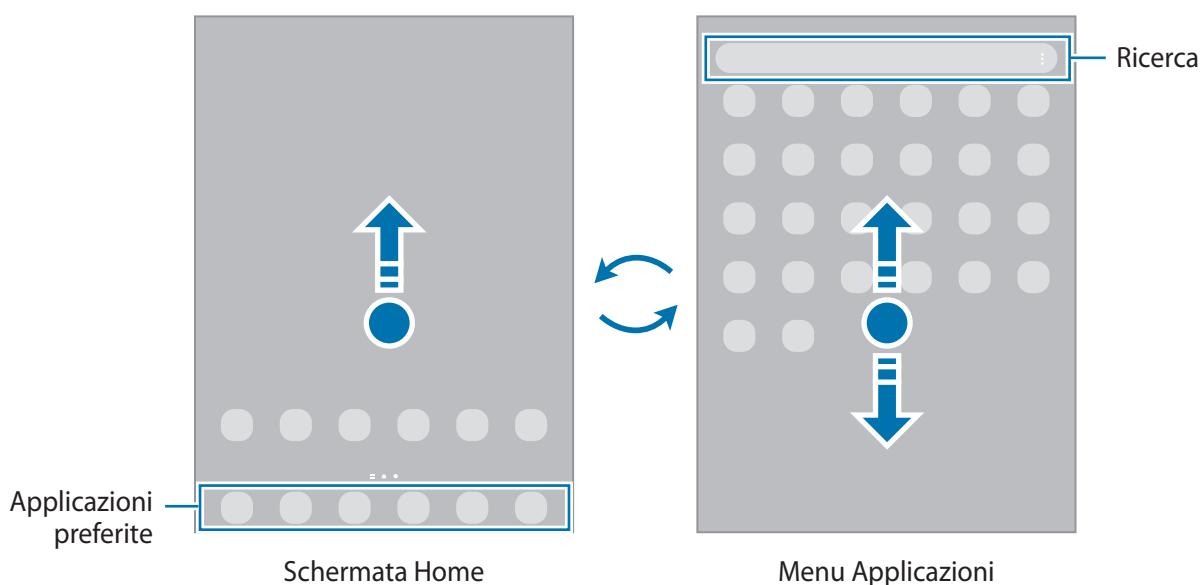 Ricerca
Applicazioni
preferite
Schermata Home
Menu Applicazioni